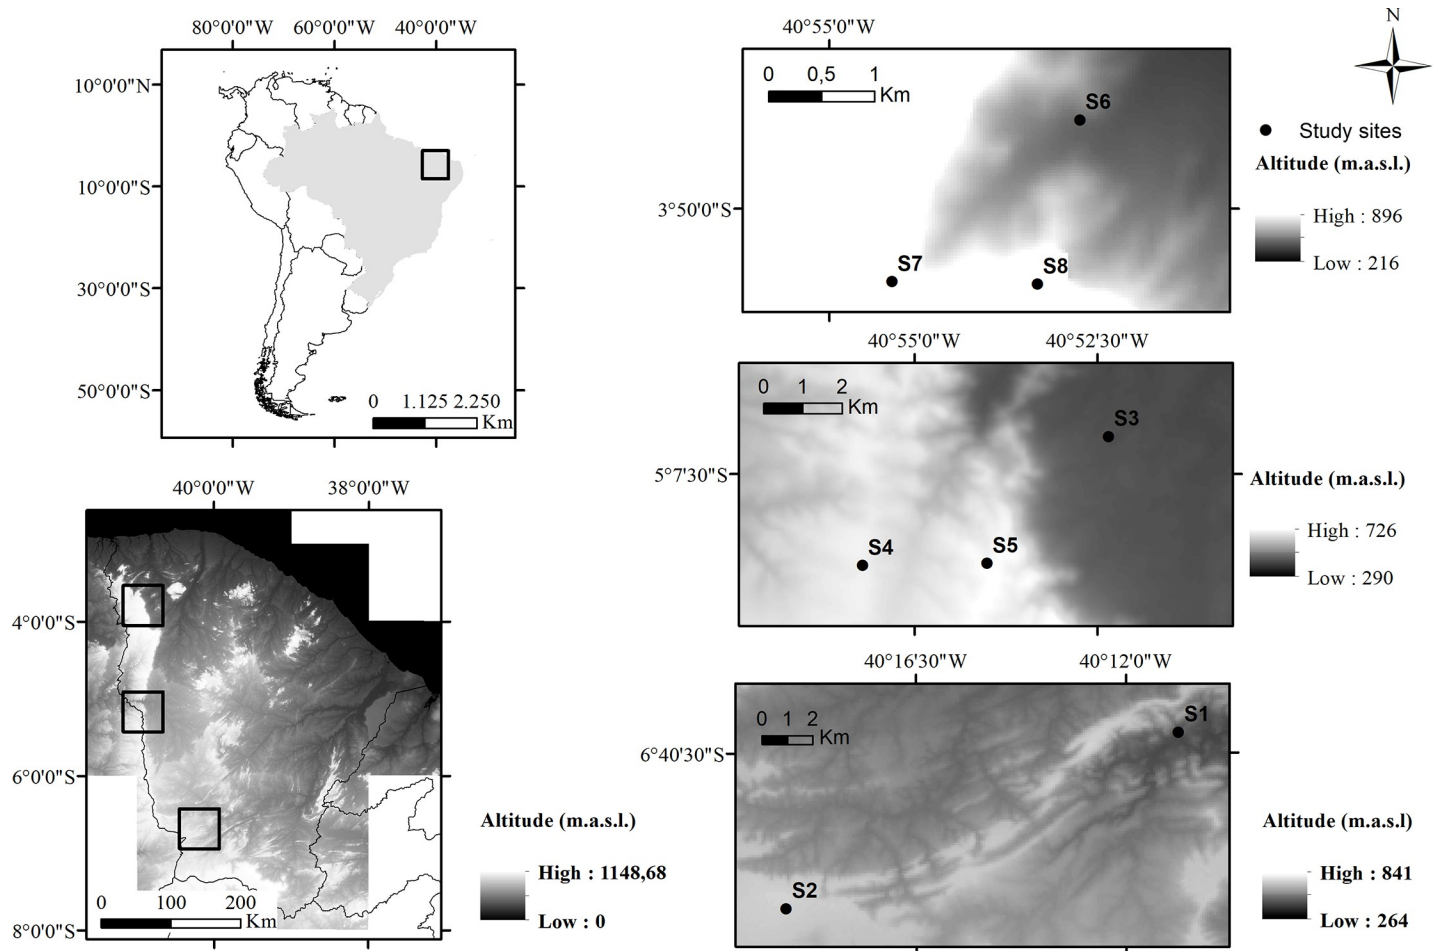 80°0'0"W 60°0'0"W 40°0'0"W
10°0'0"N
10°0'0"S
30°0'0"S
50°0'0"S
0 1.125 2.250
Km
40°0'0"W 38°0'0"W
4°0'0"S
6°0'0"S
8°0'0"S
0 100 200
Km
Altitude (m.a.s.l.)
High : 1148,68
Low : 0
40°55'0"W
0 0,5 1
Km
S6
3°50'0"S
S7
S8
N
Study sites
Altitude (m.a.s.l.)
High : 896
Low : 216
40°55'0"W 40°52'30"W
0 1 2
Km
S3
5°7'30"S
S4
S5
Altitude (m.a.s.l.)
High : 726
Low : 290
40°16'30"W 40°12'0"W
0 1 2
Km
S1
6°40'30"S
S2
Altitude (m.a.s.l)
High : 841
Low : 264